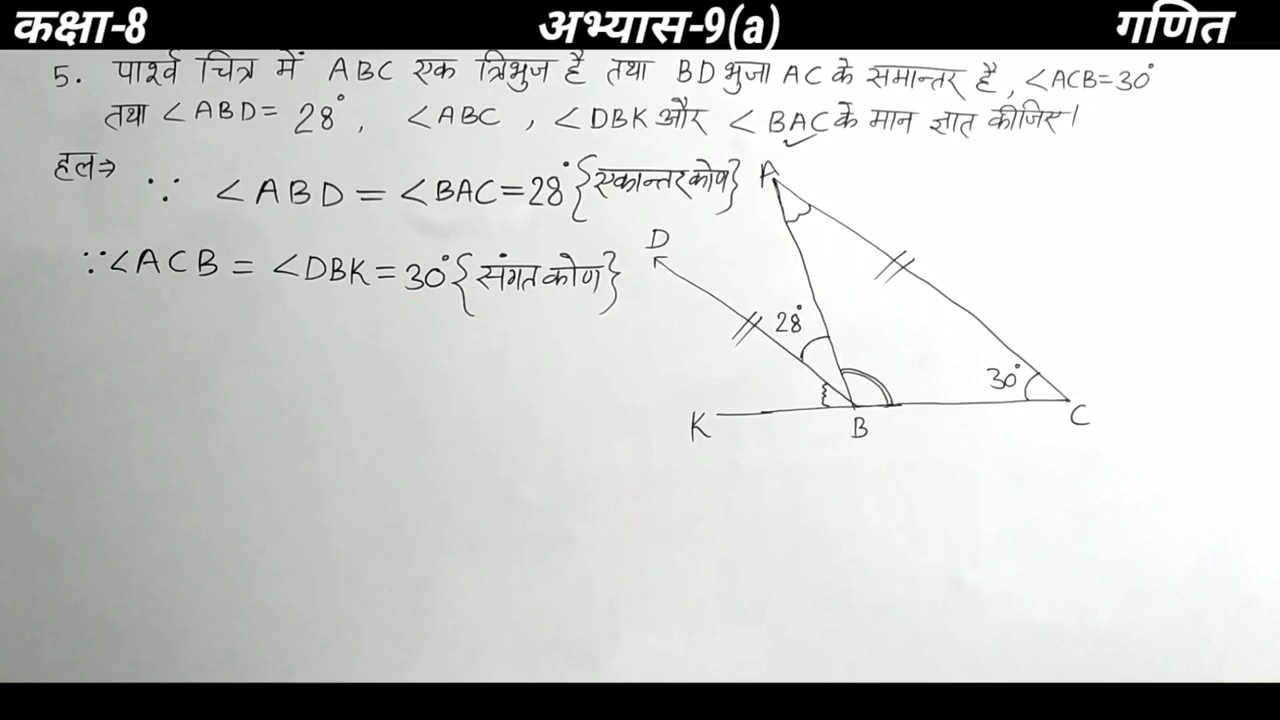 कक्षा-8 अभ्यास-9(a) गणित
5. पार्श्व चित्र में ABC एक त्रिभुज है तथा BD भुजा AC के समान्तर है, ∠ACB=30°
तथा ∠ABD= 28°, ∠ABC, ∠DBK और ∠BAC के मान ज्ञात कीजिए।
हल⇒ ∵ ∠ABD = ∠BAC=28° {एकान्तर कोण}
∵∠ACB = ∠DBK=30° {संगत कोण}
A
D
28°
30°
K B C